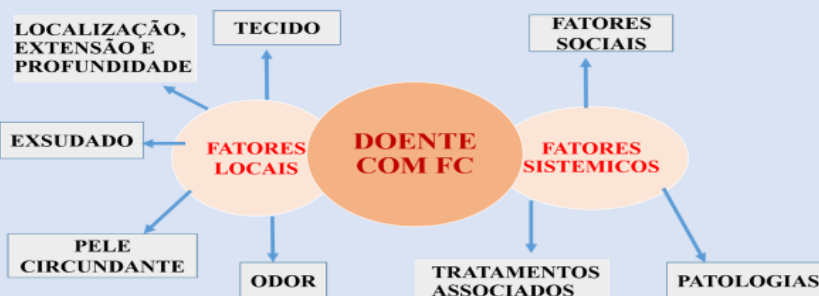 LOCALIZAÇÃO,
EXTENSÃO E
PROFUNDIDADE
TECIDO
FATORES
SOCIAIS
EXSUDADO
FATORES
LOCAIS
DOENTE
COM FC
FATORES
SISTEMICOS
PELE
CIRCUNDANTE
ODOR
TRATAMENTOS
ASSOCIADOS
PATOLOGIAS